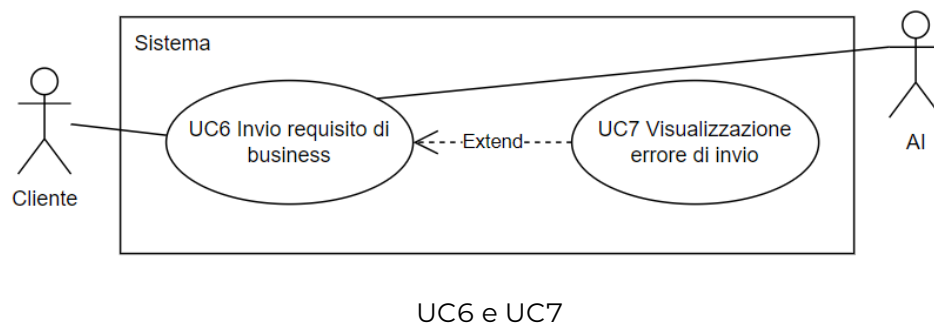 Sistema
UC6 Invio requisito di
business
Extend
UC7 Visualizzazione
errore di invio
Cliente
AI
UC6 e UC7